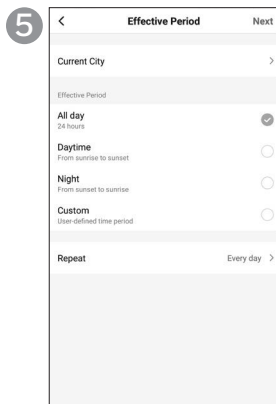 5
Effective Period Next
Current City
Effective Period
All day
24 hours
Daytime
From sunrise to sunset
Night
From sunset to sunrise
Custom
User-defined time period
Repeat Every day